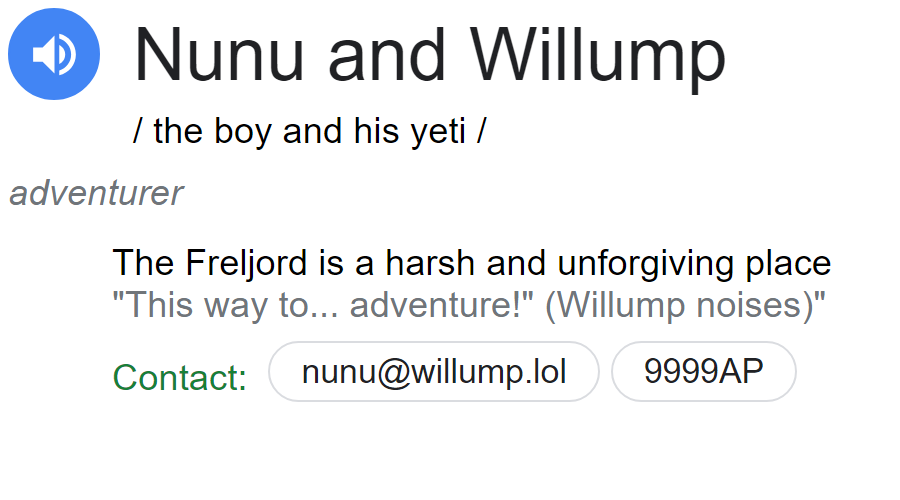 Nunu and Willump
/ the boy and his yeti /
adventurer
The Freljord is a harsh and unforgiving place
"This way to... adventure!" (Willump noises)"
Contact: nunu@willump.lol 9999AP